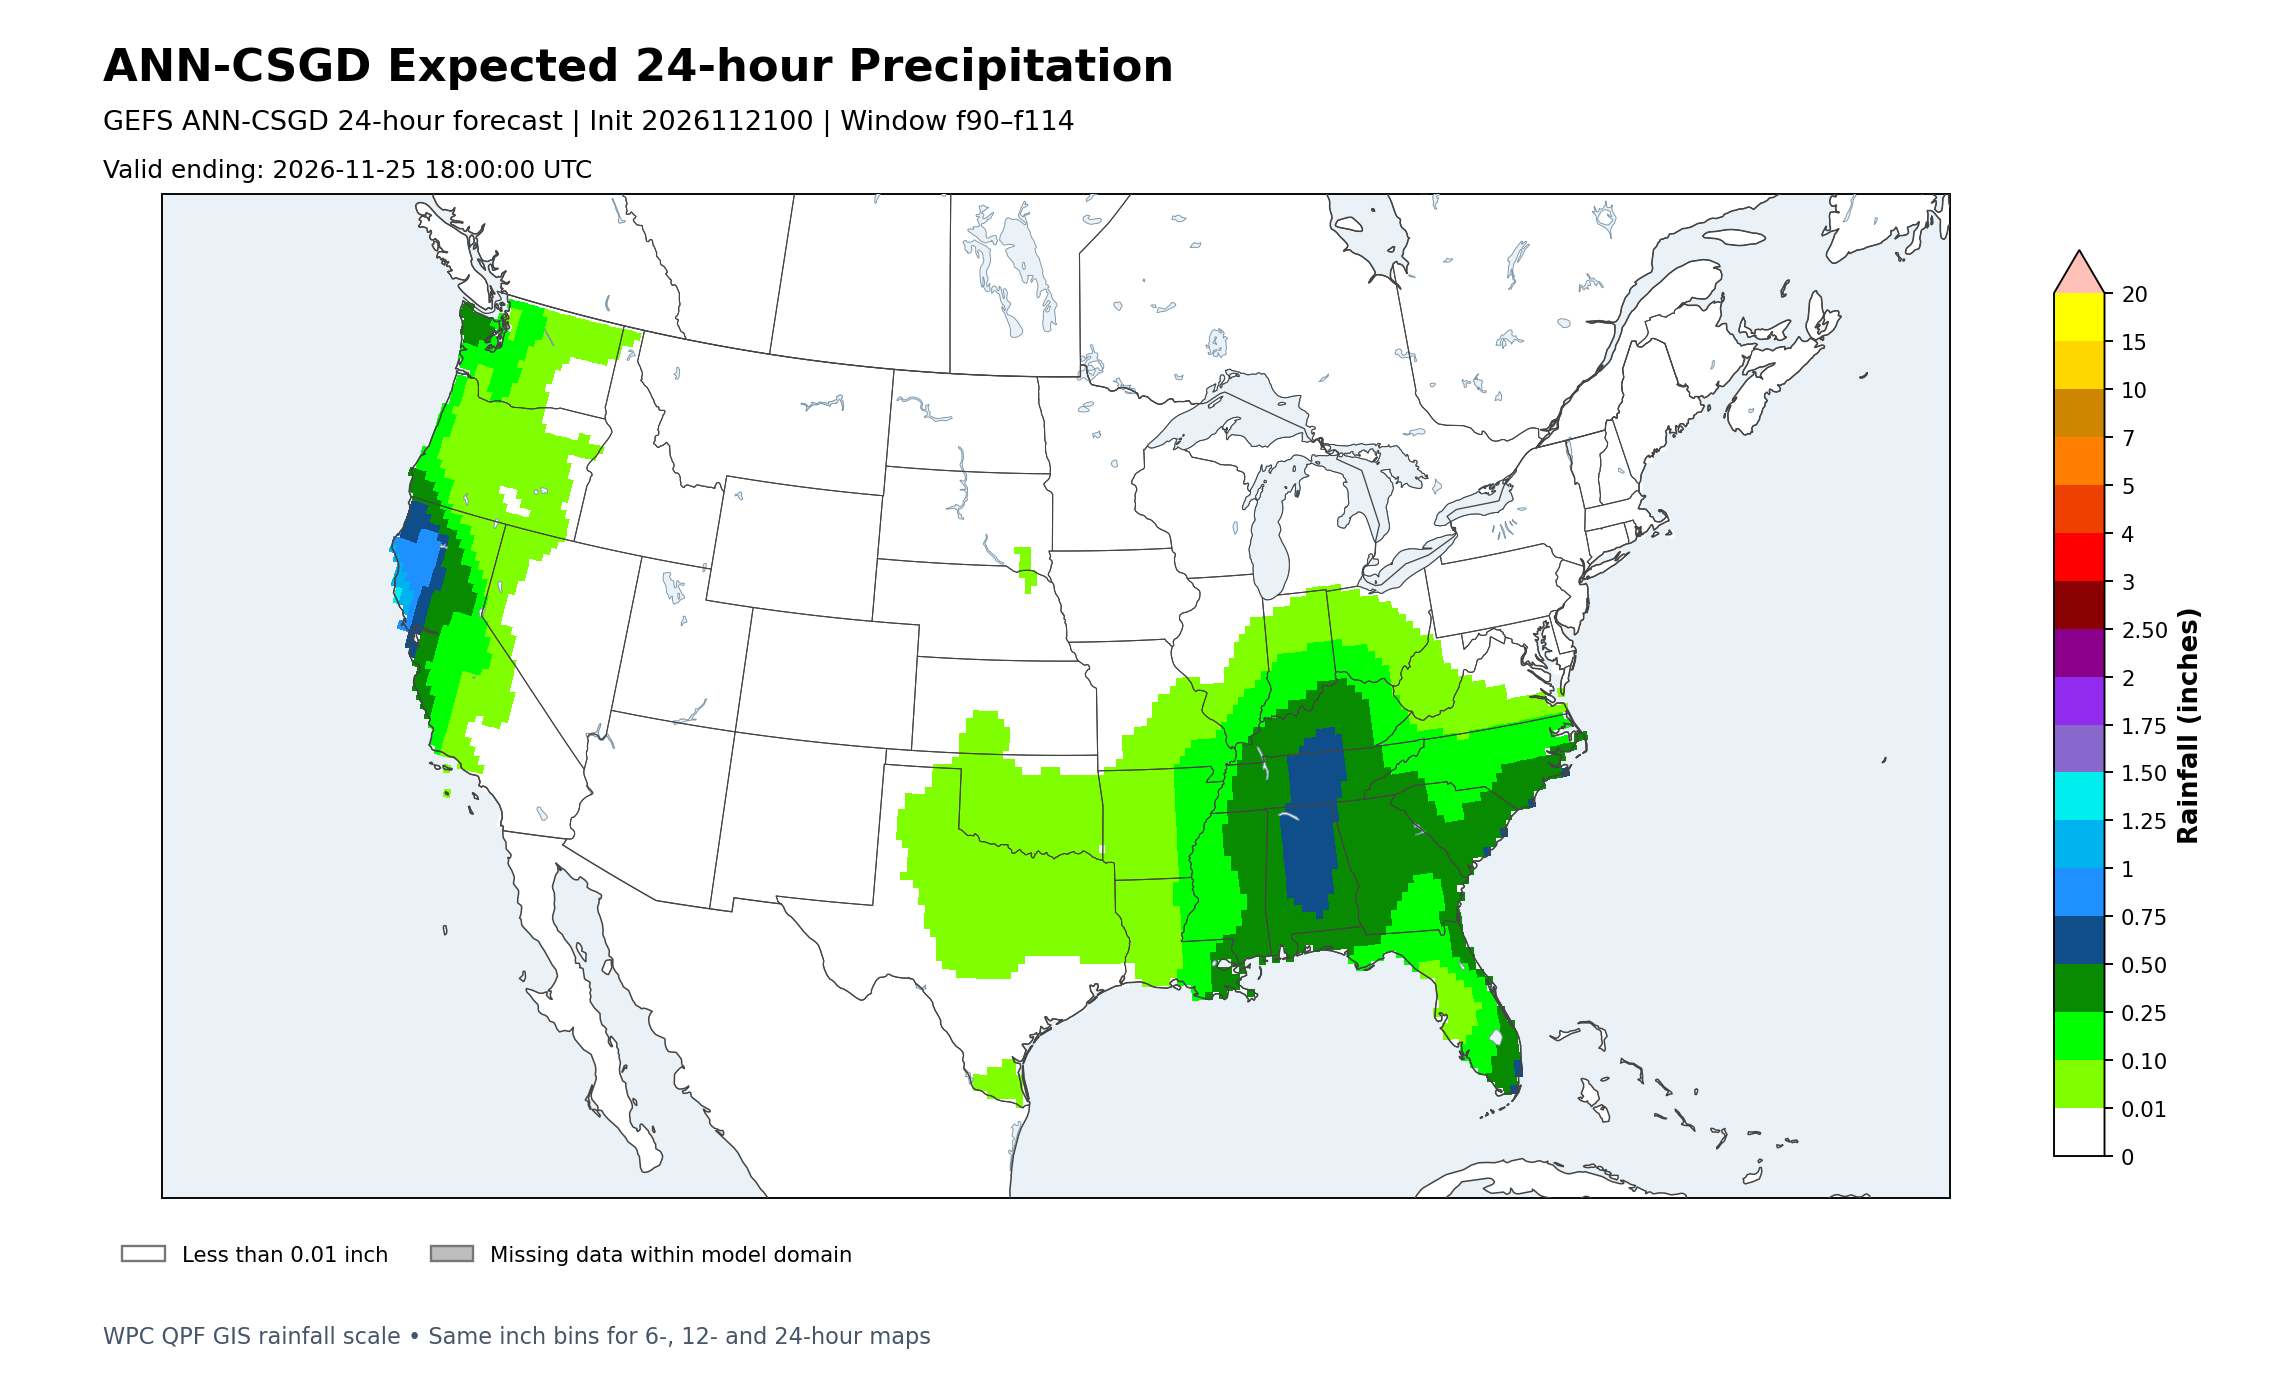 ANN-CSGD Expected 24-hour Precipitation
GEFS ANN-CSGD 24-hour forecast | Init 2026112100 | Window f90–f114
Valid ending: 2026-11-25 18:00:00 UTC
20
15
10
7
5
4
3
2.50
2
1.75
1.50
1.25
1
0.75
0.50
0.25
0.10
0.01
0
Rainfall (inches)
Less than 0.01 inch
Missing data within model domain
WPC QPF GIS rainfall scale • Same inch bins for 6-, 12- and 24-hour maps